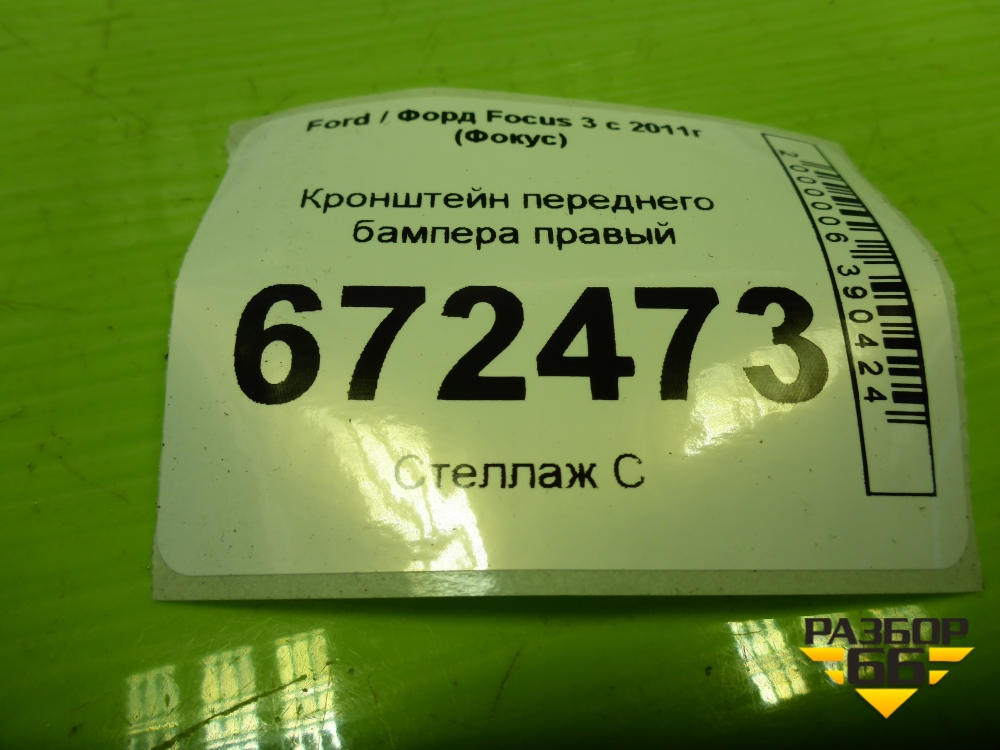 Ford / Форд Focus 3 с 2011г
(Фокус)
Кронштейн переднего
бампера правый
672473
Стеллаж С
2000006390424
РАЗБОР
66